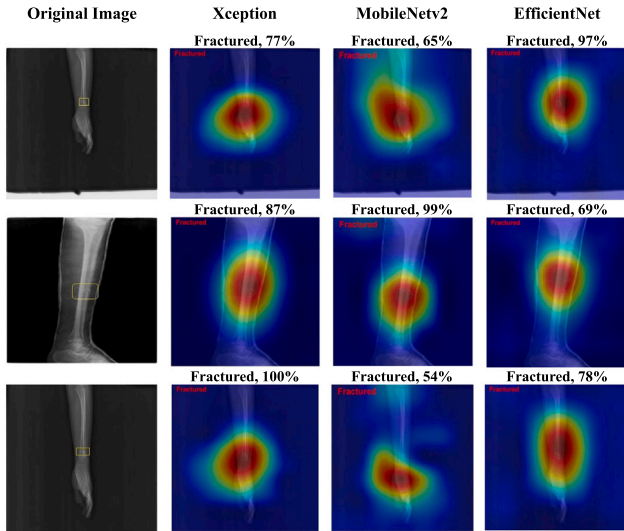 Original Image Xception MobileNetv2 EfficientNet
Fractured, 77% Fractured, 65% Fractured, 97%
Fractured Fractured Fractured
Fractured, 87% Fractured, 99% Fractured, 69%
Fractured Fractured Fractured
Fractured, 100% Fractured, 54% Fractured, 78%
Fractured Fractured Fractured